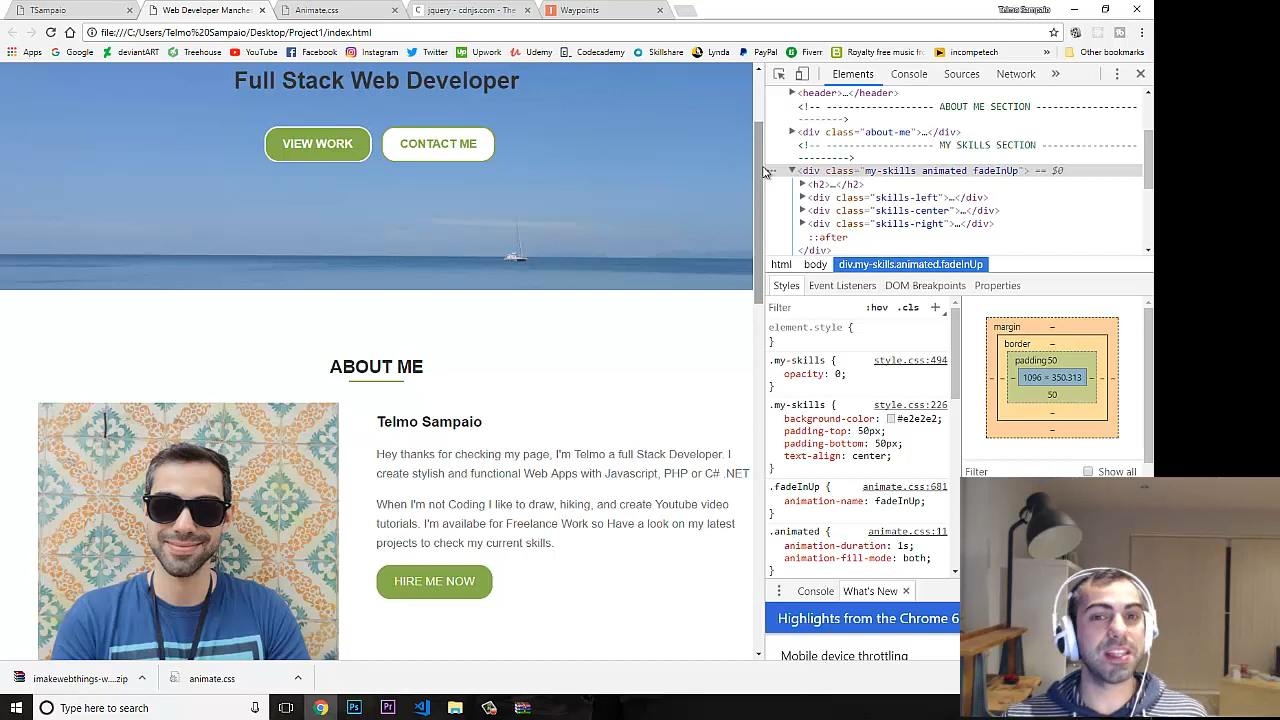 TSampaio
Web Developer Manches
Animate.css
jquery - cdnjs.com - The
Waypoints
Telmo Sampaio
file:///C:/Users/Telmo%20Sampaio/Desktop/Project1/index.html
Apps
Google
deviantART
Treehouse
YouTube
Facebook
Instagram
Twitter
Upwork
Udemy
Codecademy
Skillshare
Lynda
PayPal
Fiverr
Royalty free music fr
incompetech
»
Other bookmarks
Full Stack Web Developer
VIEW WORK
CONTACT ME
ABOUT ME
Telmo Sampaio
Hey thanks for checking my page, I'm Telmo a full Stack Developer. I
create stylish and functional Web Apps with Javascript, PHP or C# .NET
When I'm not Coding I like to draw, hiking, and create Youtube video
tutorials. I'm availabe for Freelance Work so Have a look on my latest
projects to check my current skills.
HIRE ME NOW
Elements Console Sources Network »
<header>…</header>
<!-- -------------------- ABOUT ME SECTION ------------------
--------->
<div class="about-me">…</div>
<!-- -------------------- MY SKILLS SECTION -----------------
---------->
<div class="my-skills animated fadeInUp"> == $0
<h2>…</h2>
<div class="skills-left">…</div>
<div class="skills-center">…</div>
<div class="skills-right">…</div>
::after
</div>
html body div.my-skills.animated.fadeInUp
Styles Event Listeners DOM Breakpoints Properties
Filter :hov .cls +
element.style {
}
.my-skills { style.css:494
opacity: 0;
}
.my-skills { style.css:226
background-color: #e2e2e2;
padding-top: 50px;
padding-bottom: 50px;
text-align: center;
}
.fadeInUp { animate.css:681
animation-name: fadeInUp;
}
.animated { animate.css:11
animation-duration: 1s;
animation-fill-mode: both;
}
margin –
border –
padding50
– – 1096 × 350.313 – –
50
–
–
Filter Show all
Console What's New ×
Highlights from the Chrome 6
Mobile device throttling
imakewebthings-w....zip
animate.css
Type here to search